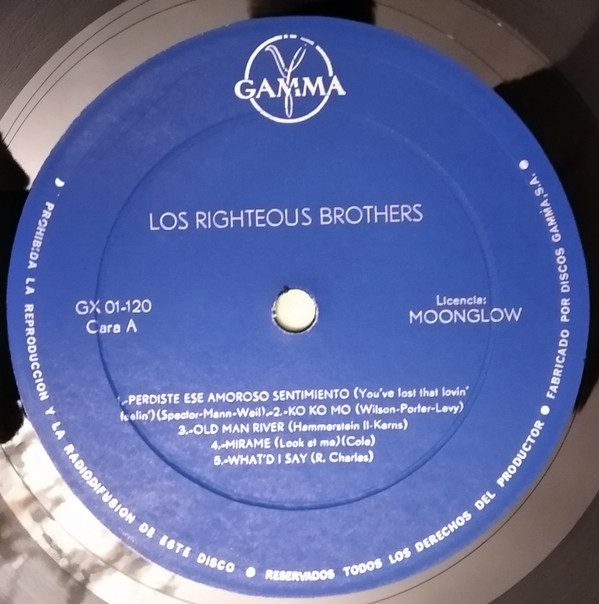 GAMMA
LOS RIGHTEOUS BROTHERS
GX 01-120
Cara A
Licencia:
MOONGLOW
1.-PERDISTE ESE AMOROSO SENTIMIENTO (You've lost that lovin'
feelin')(Spector-Mann-Weil).-2.-KO KO MO (Wilson-Porter-Levy)
3.-OLD MAN RIVER (Hammerstein II-Kerns)
4.-MIRAME (Look at me)(Cole)
5.-WHAT'D I SAY (R. Charles)
PROHIBIDA LA REPRODUCCION Y LA RADIODIFUSION DE ESTE DISCO ● RESERVADOS TODOS LOS DERECHOS DEL PRODUCTOR ● FABRICADO POR DISCOS GAMMA, S.A. ●